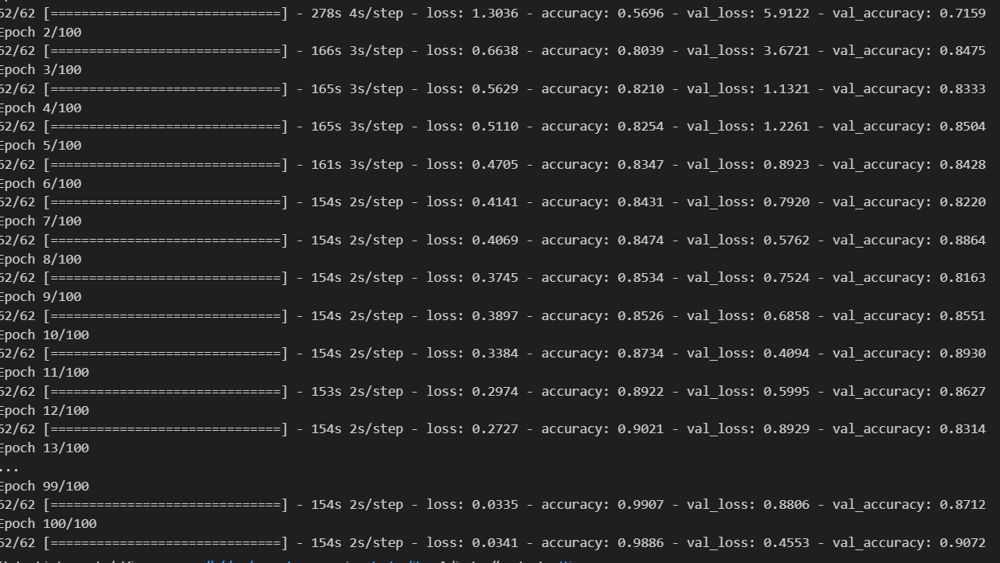 62/62 [==============================] - 278s 4s/step - loss: 1.3036 - accuracy: 0.5696 - val_loss: 5.9122 - val_accuracy: 0.7159
Epoch 2/100
62/62 [==============================] - 166s 3s/step - loss: 0.6638 - accuracy: 0.8039 - val_loss: 3.6721 - val_accuracy: 0.8475
Epoch 3/100
62/62 [==============================] - 165s 3s/step - loss: 0.5629 - accuracy: 0.8210 - val_loss: 1.1321 - val_accuracy: 0.8333
Epoch 4/100
62/62 [==============================] - 165s 3s/step - loss: 0.5110 - accuracy: 0.8254 - val_loss: 1.2261 - val_accuracy: 0.8504
Epoch 5/100
62/62 [==============================] - 161s 3s/step - loss: 0.4705 - accuracy: 0.8347 - val_loss: 0.8923 - val_accuracy: 0.8428
Epoch 6/100
62/62 [==============================] - 154s 2s/step - loss: 0.4141 - accuracy: 0.8431 - val_loss: 0.7920 - val_accuracy: 0.8220
Epoch 7/100
62/62 [==============================] - 154s 2s/step - loss: 0.4069 - accuracy: 0.8474 - val_loss: 0.5762 - val_accuracy: 0.8864
Epoch 8/100
62/62 [==============================] - 154s 2s/step - loss: 0.3745 - accuracy: 0.8534 - val_loss: 0.7524 - val_accuracy: 0.8163
Epoch 9/100
62/62 [==============================] - 154s 2s/step - loss: 0.3897 - accuracy: 0.8526 - val_loss: 0.6858 - val_accuracy: 0.8551
Epoch 10/100
62/62 [==============================] - 154s 2s/step - loss: 0.3384 - accuracy: 0.8734 - val_loss: 0.4094 - val_accuracy: 0.8930
Epoch 11/100
62/62 [==============================] - 153s 2s/step - loss: 0.2974 - accuracy: 0.8922 - val_loss: 0.5995 - val_accuracy: 0.8627
Epoch 12/100
62/62 [==============================] - 154s 2s/step - loss: 0.2727 - accuracy: 0.9021 - val_loss: 0.8929 - val_accuracy: 0.8314
Epoch 13/100
...
Epoch 99/100
62/62 [==============================] - 154s 2s/step - loss: 0.0335 - accuracy: 0.9907 - val_loss: 0.8806 - val_accuracy: 0.8712
Epoch 100/100
62/62 [==============================] - 154s 2s/step - loss: 0.0341 - accuracy: 0.9886 - val_loss: 0.4553 - val_accuracy: 0.9072